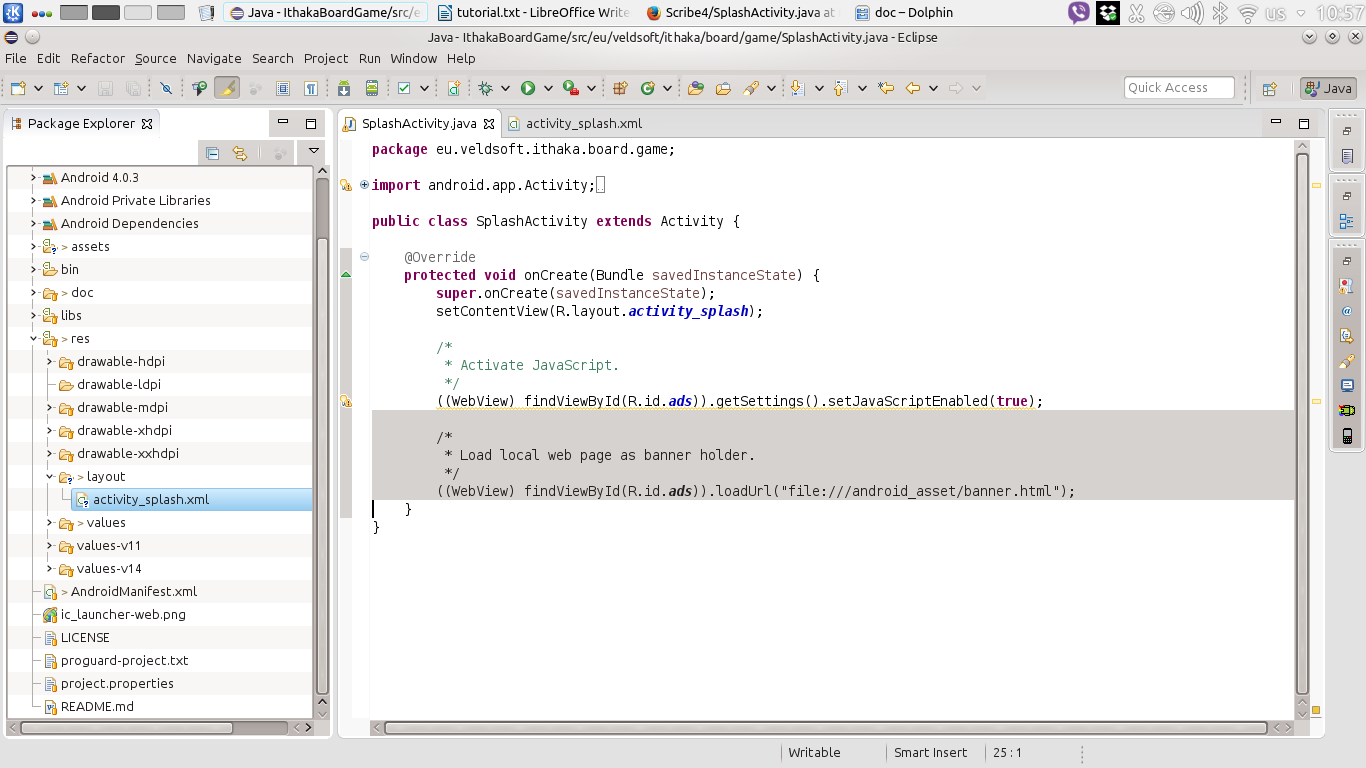 Java - IthakaBoardGame/src/e
tutorial.txt - LibreOffice Write
Scribe4/SplashActivity.java at
doc – Dolphin
us
10:57
Java - IthakaBoardGame/src/eu/veldsoft/ithaka/board/game/SplashActivity.java - Eclipse
File Edit Refactor Source Navigate Search Project Run Window Help
Quick Access
Java
Package Explorer
SplashActivity.java
activity_splash.xml
Android 4.0.3
Android Private Libraries
Android Dependencies
> assets
bin
> doc
libs
> res
drawable-hdpi
drawable-ldpi
drawable-mdpi
drawable-xhdpi
drawable-xxhdpi
> layout
activity_splash.xml
> values
values-v11
values-v14
> AndroidManifest.xml
ic_launcher-web.png
LICENSE
proguard-project.txt
project.properties
README.md
package eu.veldsoft.ithaka.board.game;
import android.app.Activity;
public class SplashActivity extends Activity {
@Override
protected void onCreate(Bundle savedInstanceState) {
super.onCreate(savedInstanceState);
setContentView(R.layout.activity_splash);
/*
* Activate JavaScript.
*/
((WebView) findViewById(R.id.ads)).getSettings().setJavaScriptEnabled(true);
/*
* Load local web page as banner holder.
*/
((WebView) findViewById(R.id.ads)).loadUrl("file:///android_asset/banner.html");
}
}
Writable
Smart Insert
25 : 1